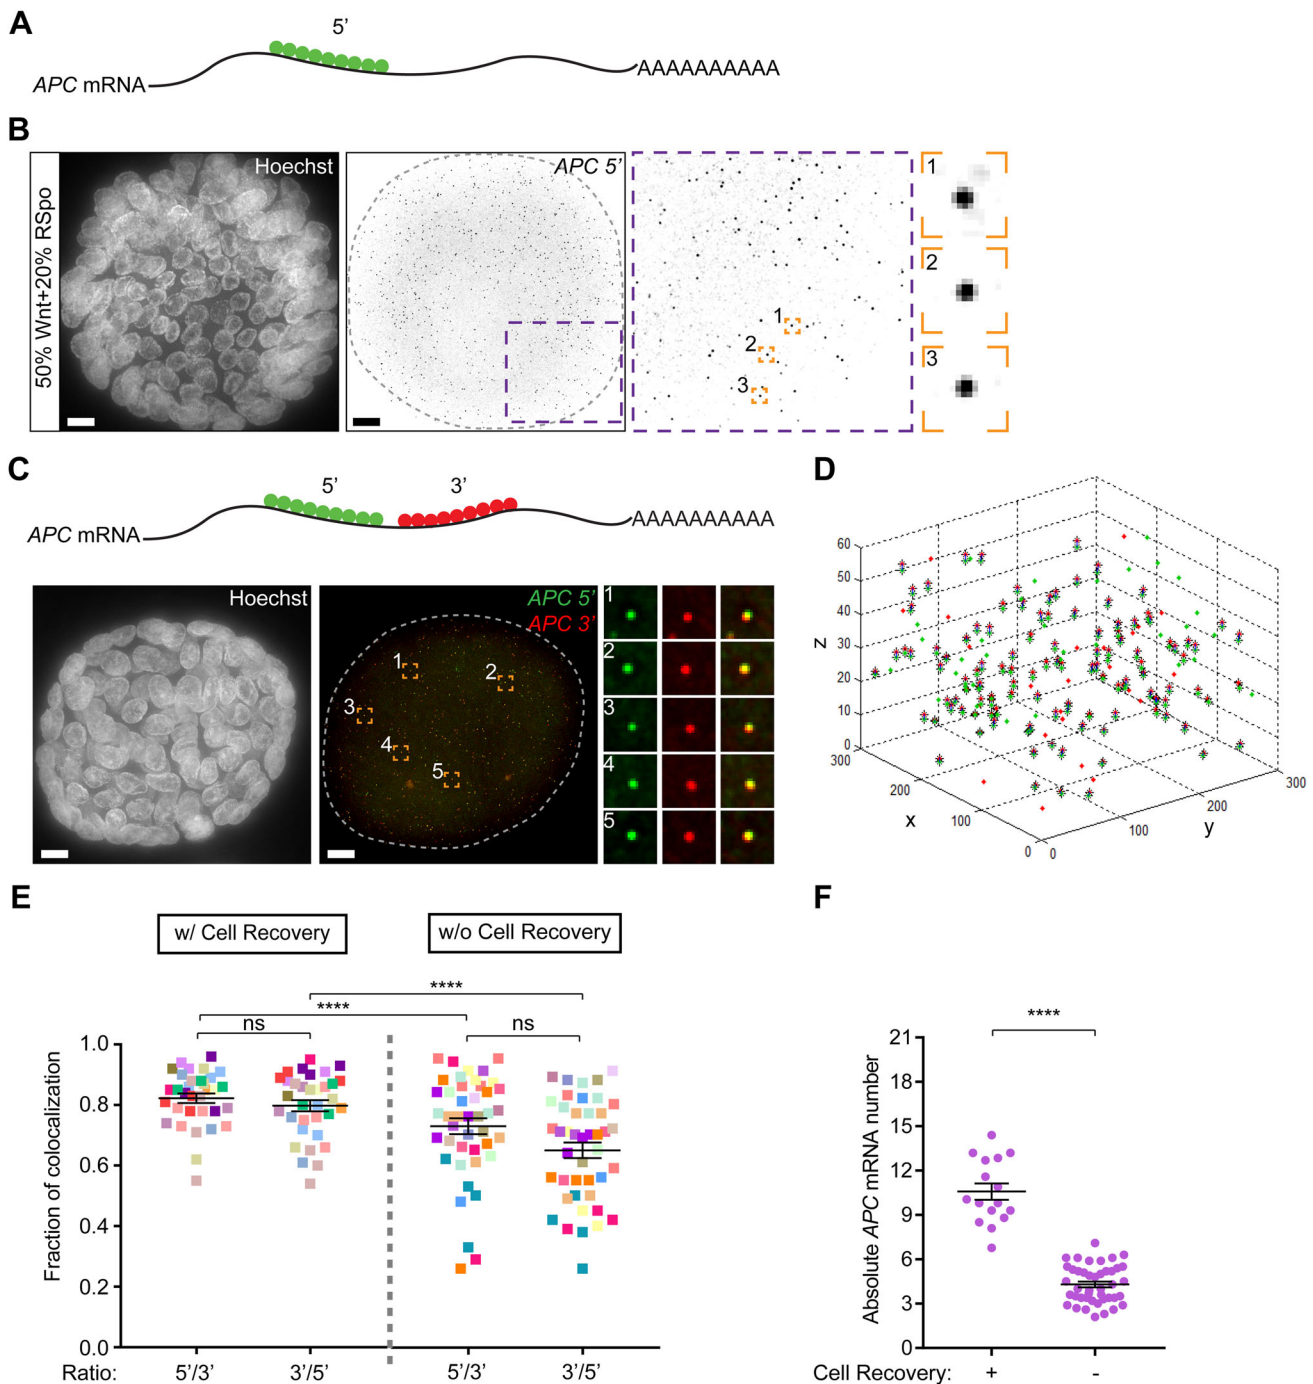 A
5’
APC mRNA
AAAAAAAAAA
B
50% Wnt+20% RSpo
Hoechst
APC 5’
1
2
3
1
2
3
C
5’
3’
APC mRNA
AAAAAAAAAA
Hoechst
APC 5’
APC 3’
1
2
3
4
5
1
2
3
4
5
D
z
60
50
40
30
20
10
0
300
200
100
0
x
0
100
200
300
y
E
w/ Cell Recovery
w/o Cell Recovery
****
****
ns
ns
Fraction of colocalization
1.0
0.8
0.6
0.4
0.2
0.0
Ratio:
5’/3’
3’/5’
5’/3’
3’/5’
F
****
Absolute APC mRNA number
21
18
15
12
9
6
3
0
Cell Recovery:
+
-